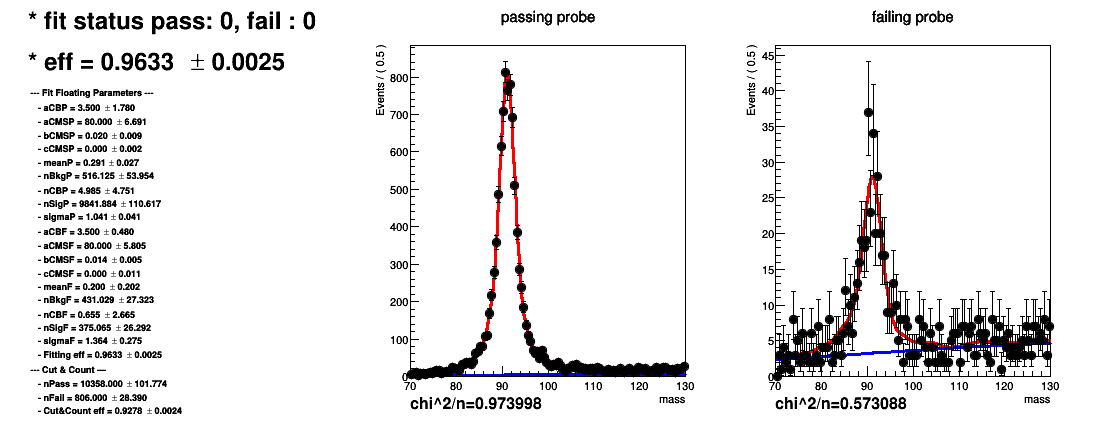 * fit status pass: 0, fail : 0
* eff = 0.9633 ± 0.0025
--- Fit Floating Parameters ---
- aCBP = 3.500 ± 1.780
- aCMSP = 80.000 ± 6.691
- bCMSP = 0.020 ± 0.009
- cCMSP = 0.000 ± 0.002
- meanP = 0.291 ± 0.027
- nBkgP = 516.125 ± 53.954
- nCBP = 4.985 ± 4.751
- nSigP = 9841.884 ± 110.617
- sigmaP = 1.041 ± 0.041
- aCBF = 3.500 ± 0.480
- aCMSF = 80.000 ± 5.805
- bCMSF = 0.014 ± 0.005
- cCMSF = 0.000 ± 0.011
- meanF = 0.200 ± 0.202
- nBkgF = 431.029 ± 27.323
- nCBF = 0.655 ± 2.665
- nSigF = 375.065 ± 26.292
- sigmaF = 1.364 ± 0.275
- Fitting eff = 0.9633 ± 0.0025
--- Cut & Count ---
- nPass = 10358.000 ± 101.774
- nFail = 806.000 ± 28.390
- Cut&Count eff = 0.9278 ± 0.0024
passing probe
Events / ( 0.5 )
800
700
600
500
400
300
200
100
0
70 80 90 100 110 120 130
mass
chi^2/n=0.973998
failing probe
Events / ( 0.5 )
45
40
35
30
25
20
15
10
5
0
70 80 90 100 110 120 130
mass
chi^2/n=0.573088